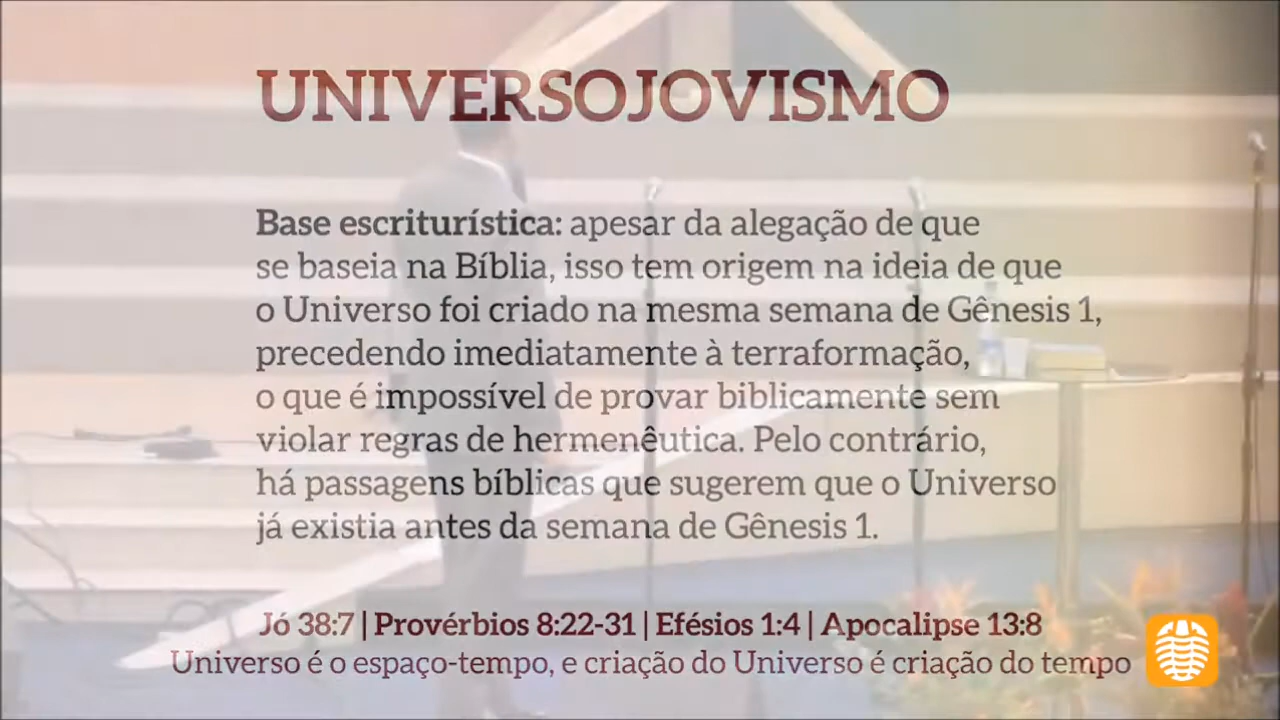 UNIVERSOJOVISMO
Base escriturística: apesar da alegação de que
se baseia na Bíblia, isso tem origem na ideia de que
o Universo foi criado na mesma semana de Gênesis 1,
precedendo imediatamente à terraformação,
o que é impossível de provar biblicamente sem
violar regras de hermenêutica. Pelo contrário,
há passagens bíblicas que sugerem que o Universo
já existia antes da semana de Gênesis 1.
Jó 38:7 | Provérbios 8:22-31 | Efésios 1:4 | Apocalipse 13:8
Universo é o espaço-tempo, e criação do Universo é criação do tempo